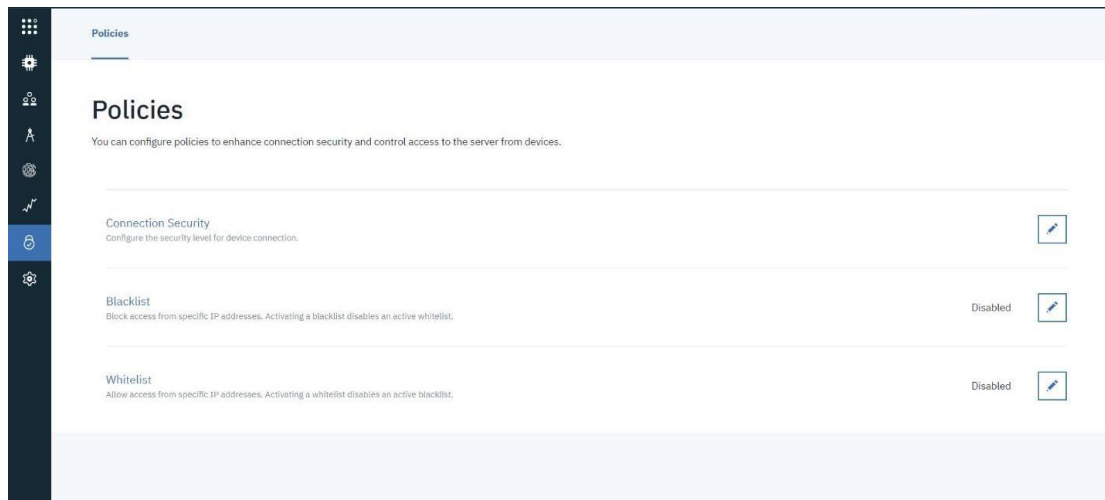 Policies
Policies
You can configure policies to enhance connection security and control access to the server from devices.
Connection Security
Configure the security level for device connection.
Blacklist
Block access from specific IP addresses. Activating a blacklist disables an active whitelist.
Disabled
Whitelist
Allow access from specific IP addresses. Activating a whitelist disables an active blacklist.
Disabled